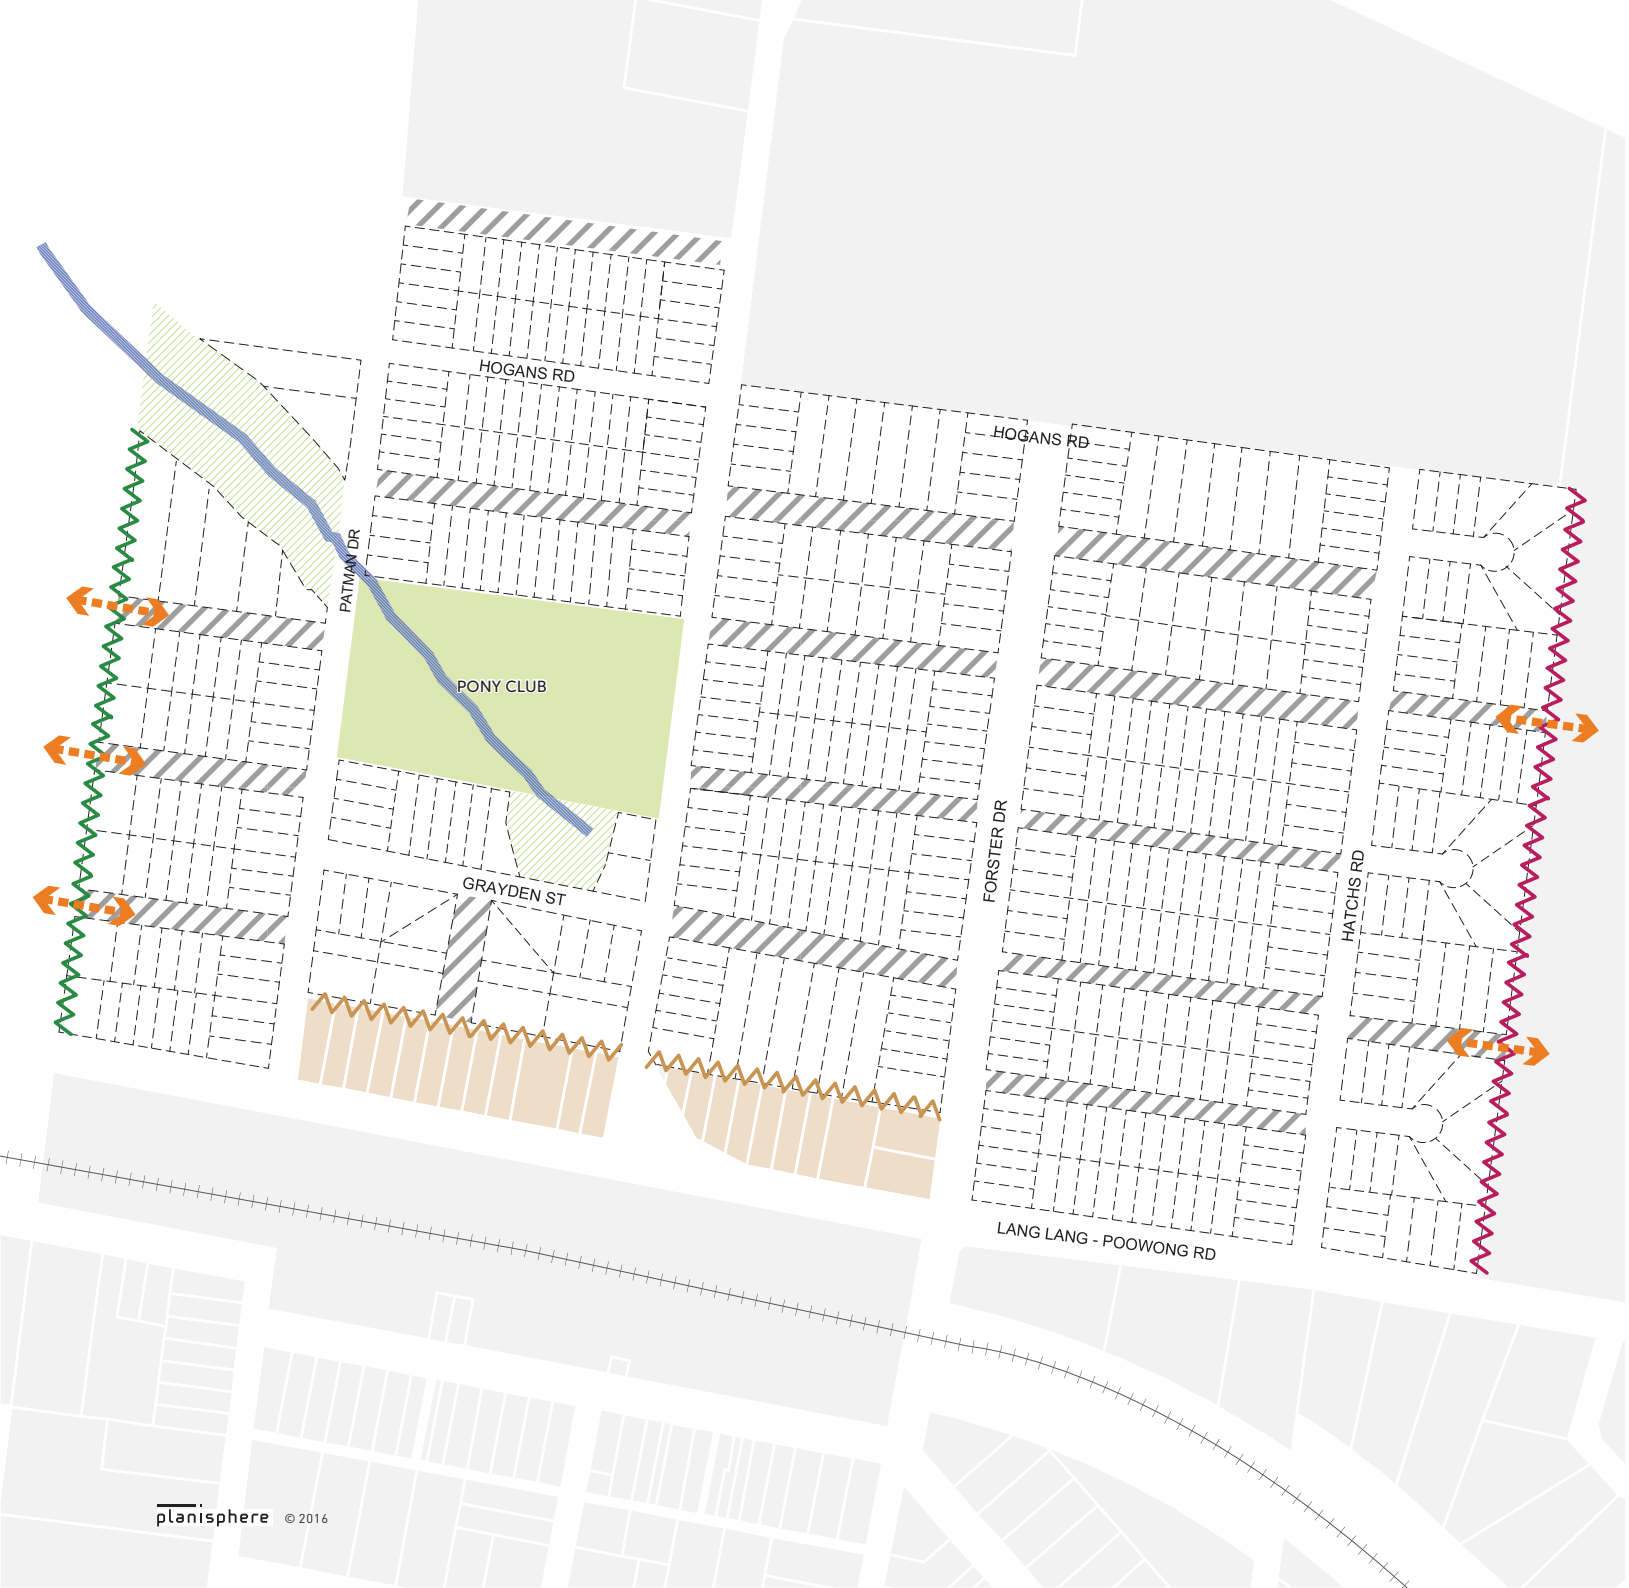 HOGANS RD
HOGANS RD
PATMAN DR
PONY CLUB
FORSTER DR
GRAYDEN ST
HATCHS RD
LANG LANG - POOWONG RD
planisphere © 2016